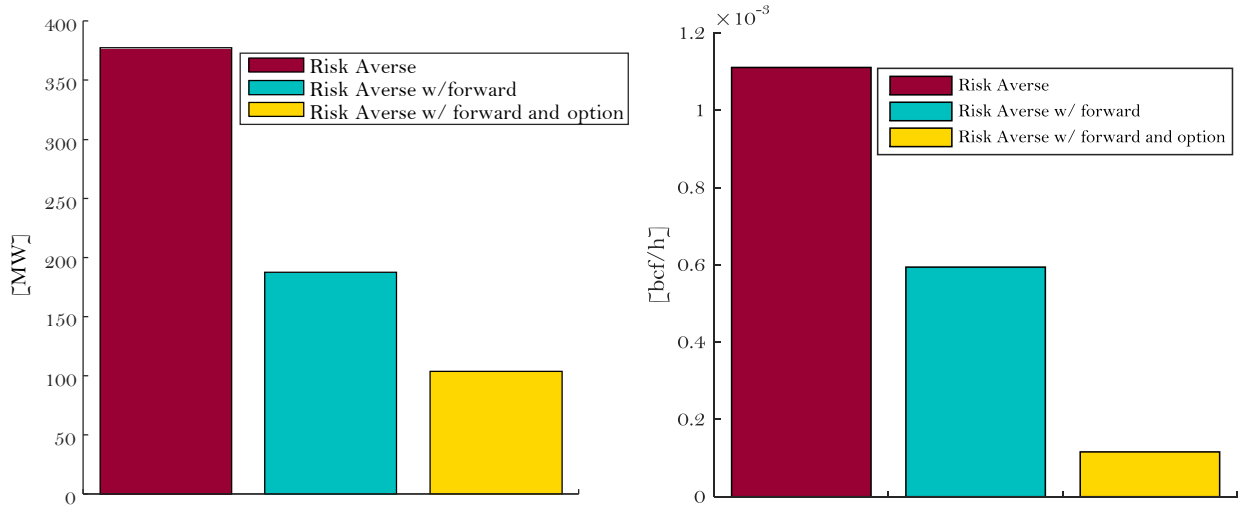 400
350
300
250
200
150
100
50
0
[MW]
Risk Averse
Risk Averse w/forward
Risk Averse w/ forward and option
×10-3
1.2
1
0.8
0.6
0.4
0.2
0
[bcf/h]
Risk Averse
Risk Averse w/ forward
Risk Averse w/ forward and option